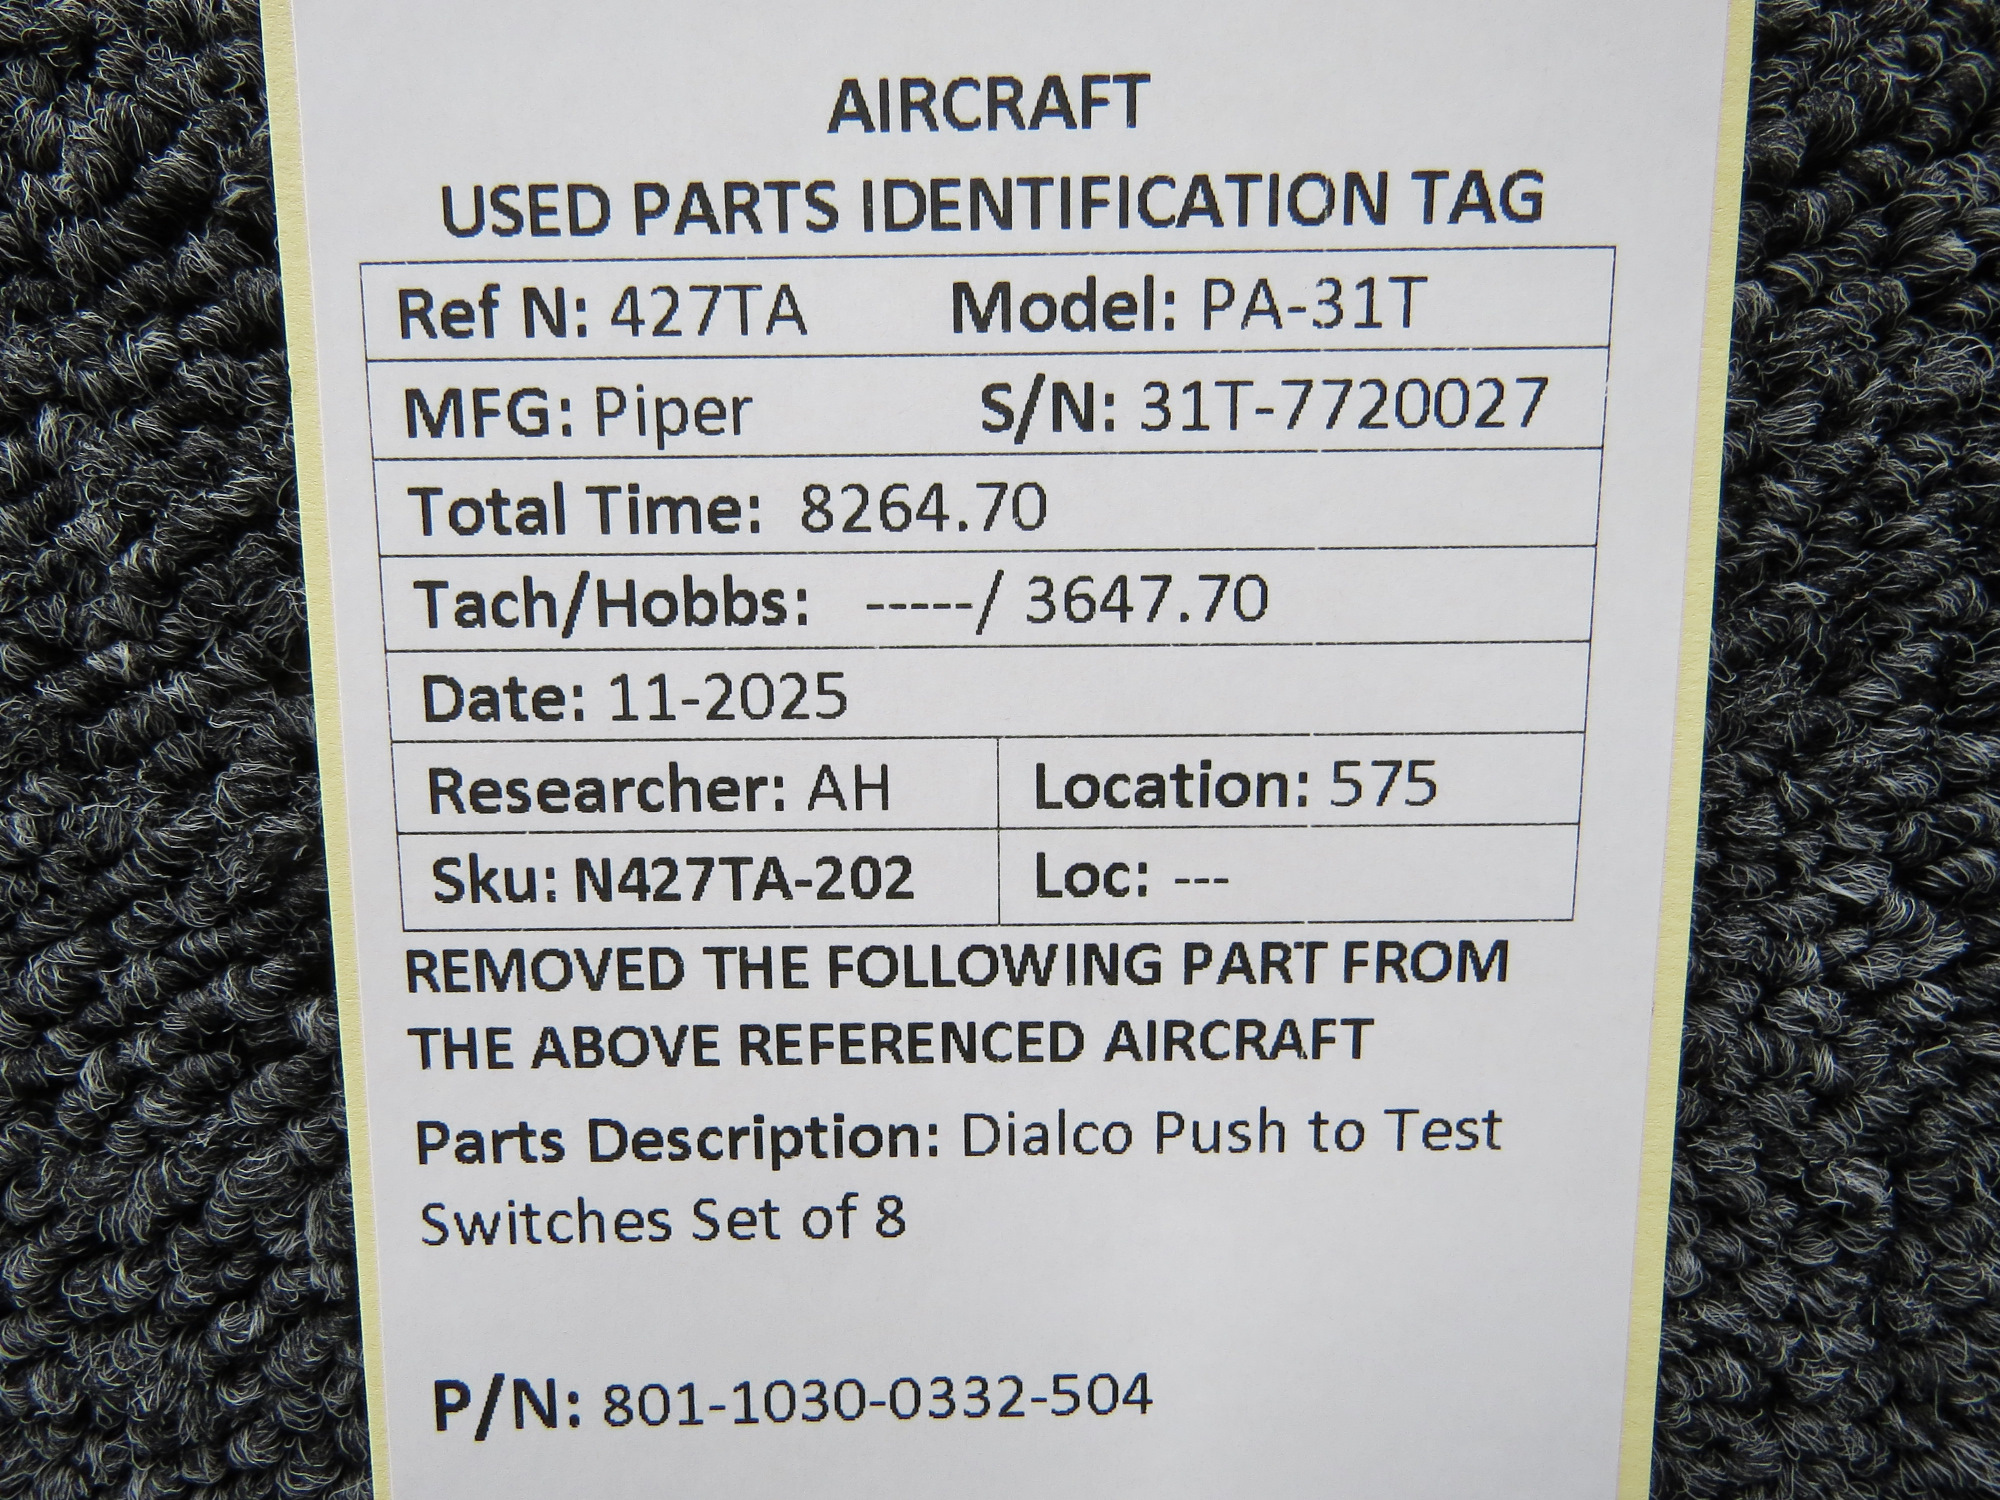 AIRCRAFT
USED PARTS IDENTIFICATION TAG
Ref N: 427TA Model: PA-31T
MFG: Piper S/N: 31T-7720027
Total Time: 8264.70
Tach/Hobbs: -----/ 3647.70
Date: 11-2025
Researcher: AH Location: 575
Sku: N427TA-202 Loc: ---
REMOVED THE FOLLOWING PART FROM
THE ABOVE REFERENCED AIRCRAFT
Parts Description: Dialco Push to Test
Switches Set of 8
P/N: 801-1030-0332-504